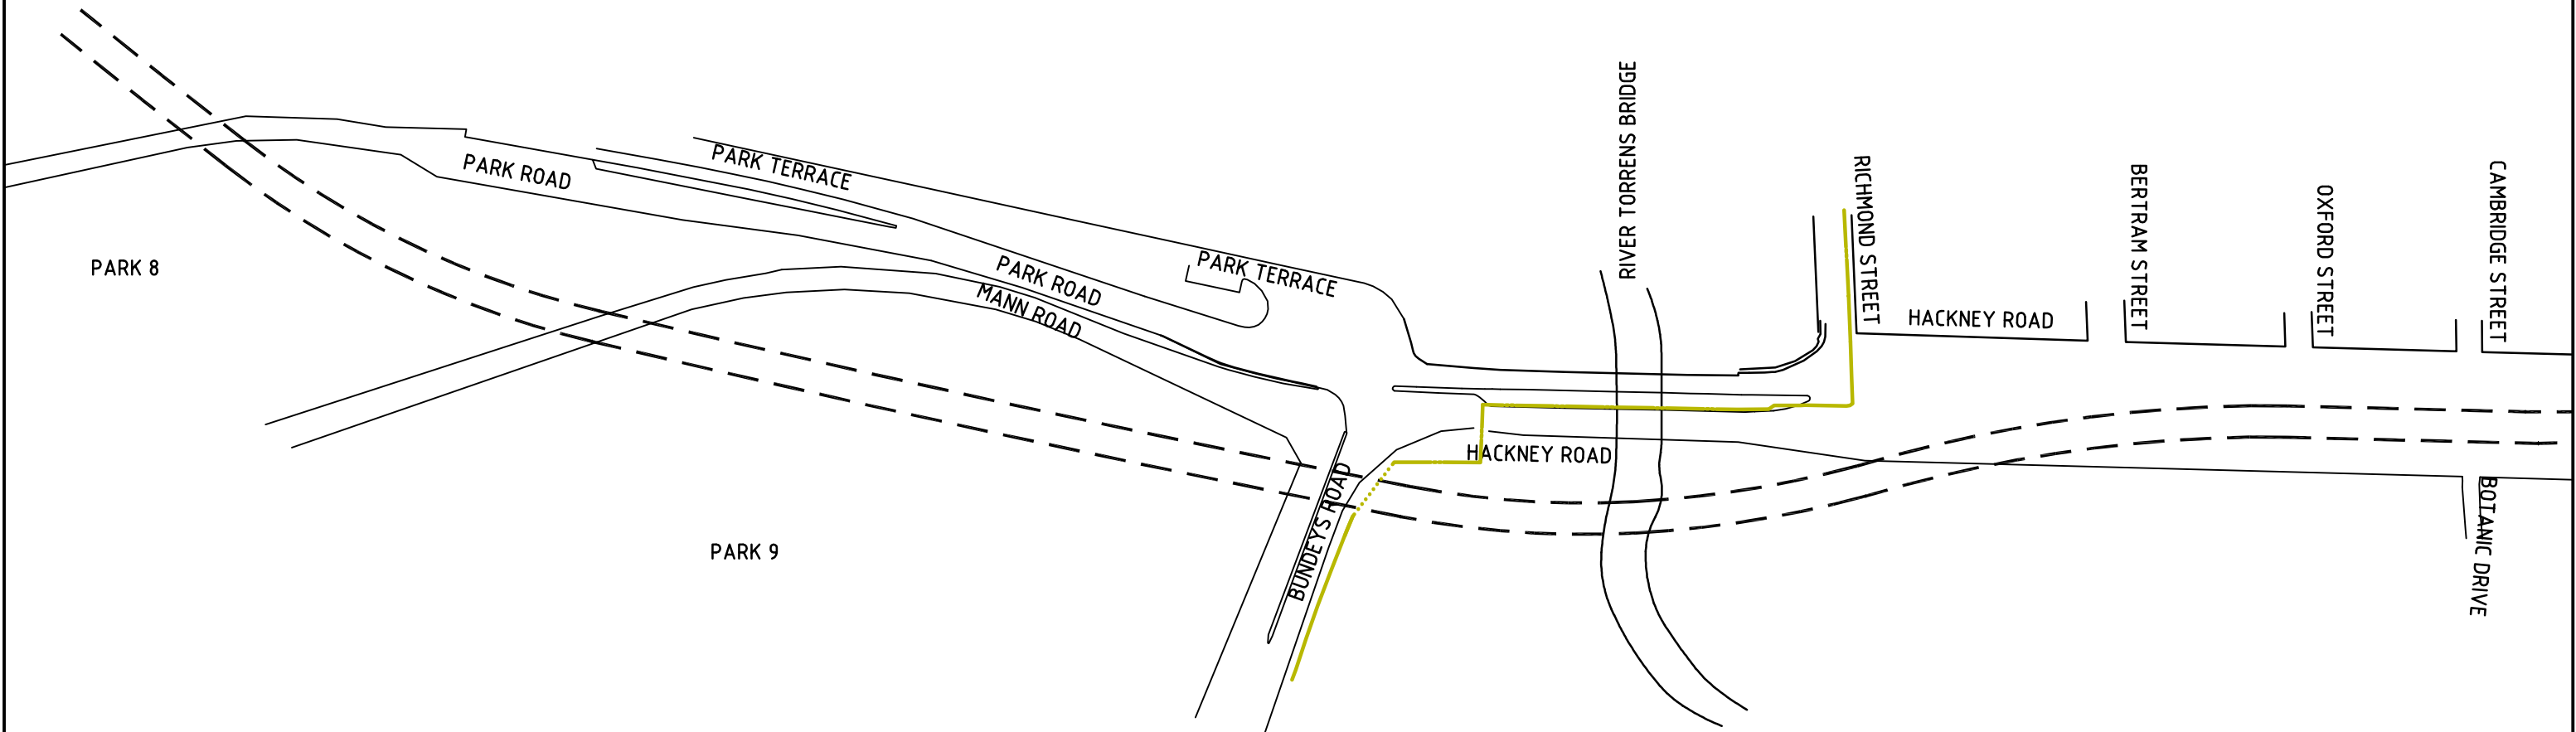 PARK TERRACE
PARK ROAD
PARK 8
PARK ROAD
MANN ROAD
PARK TERRACE
RIVER TORRENS BRIDGE
RICHMOND STREET
HACKNEY ROAD
BERTRAM STREET
OXFORD STREET
CAMBRIDGE STREET
HACKNEY ROAD
BUNDEYS ROAD
PARK 9
BOTANIC DRIVE